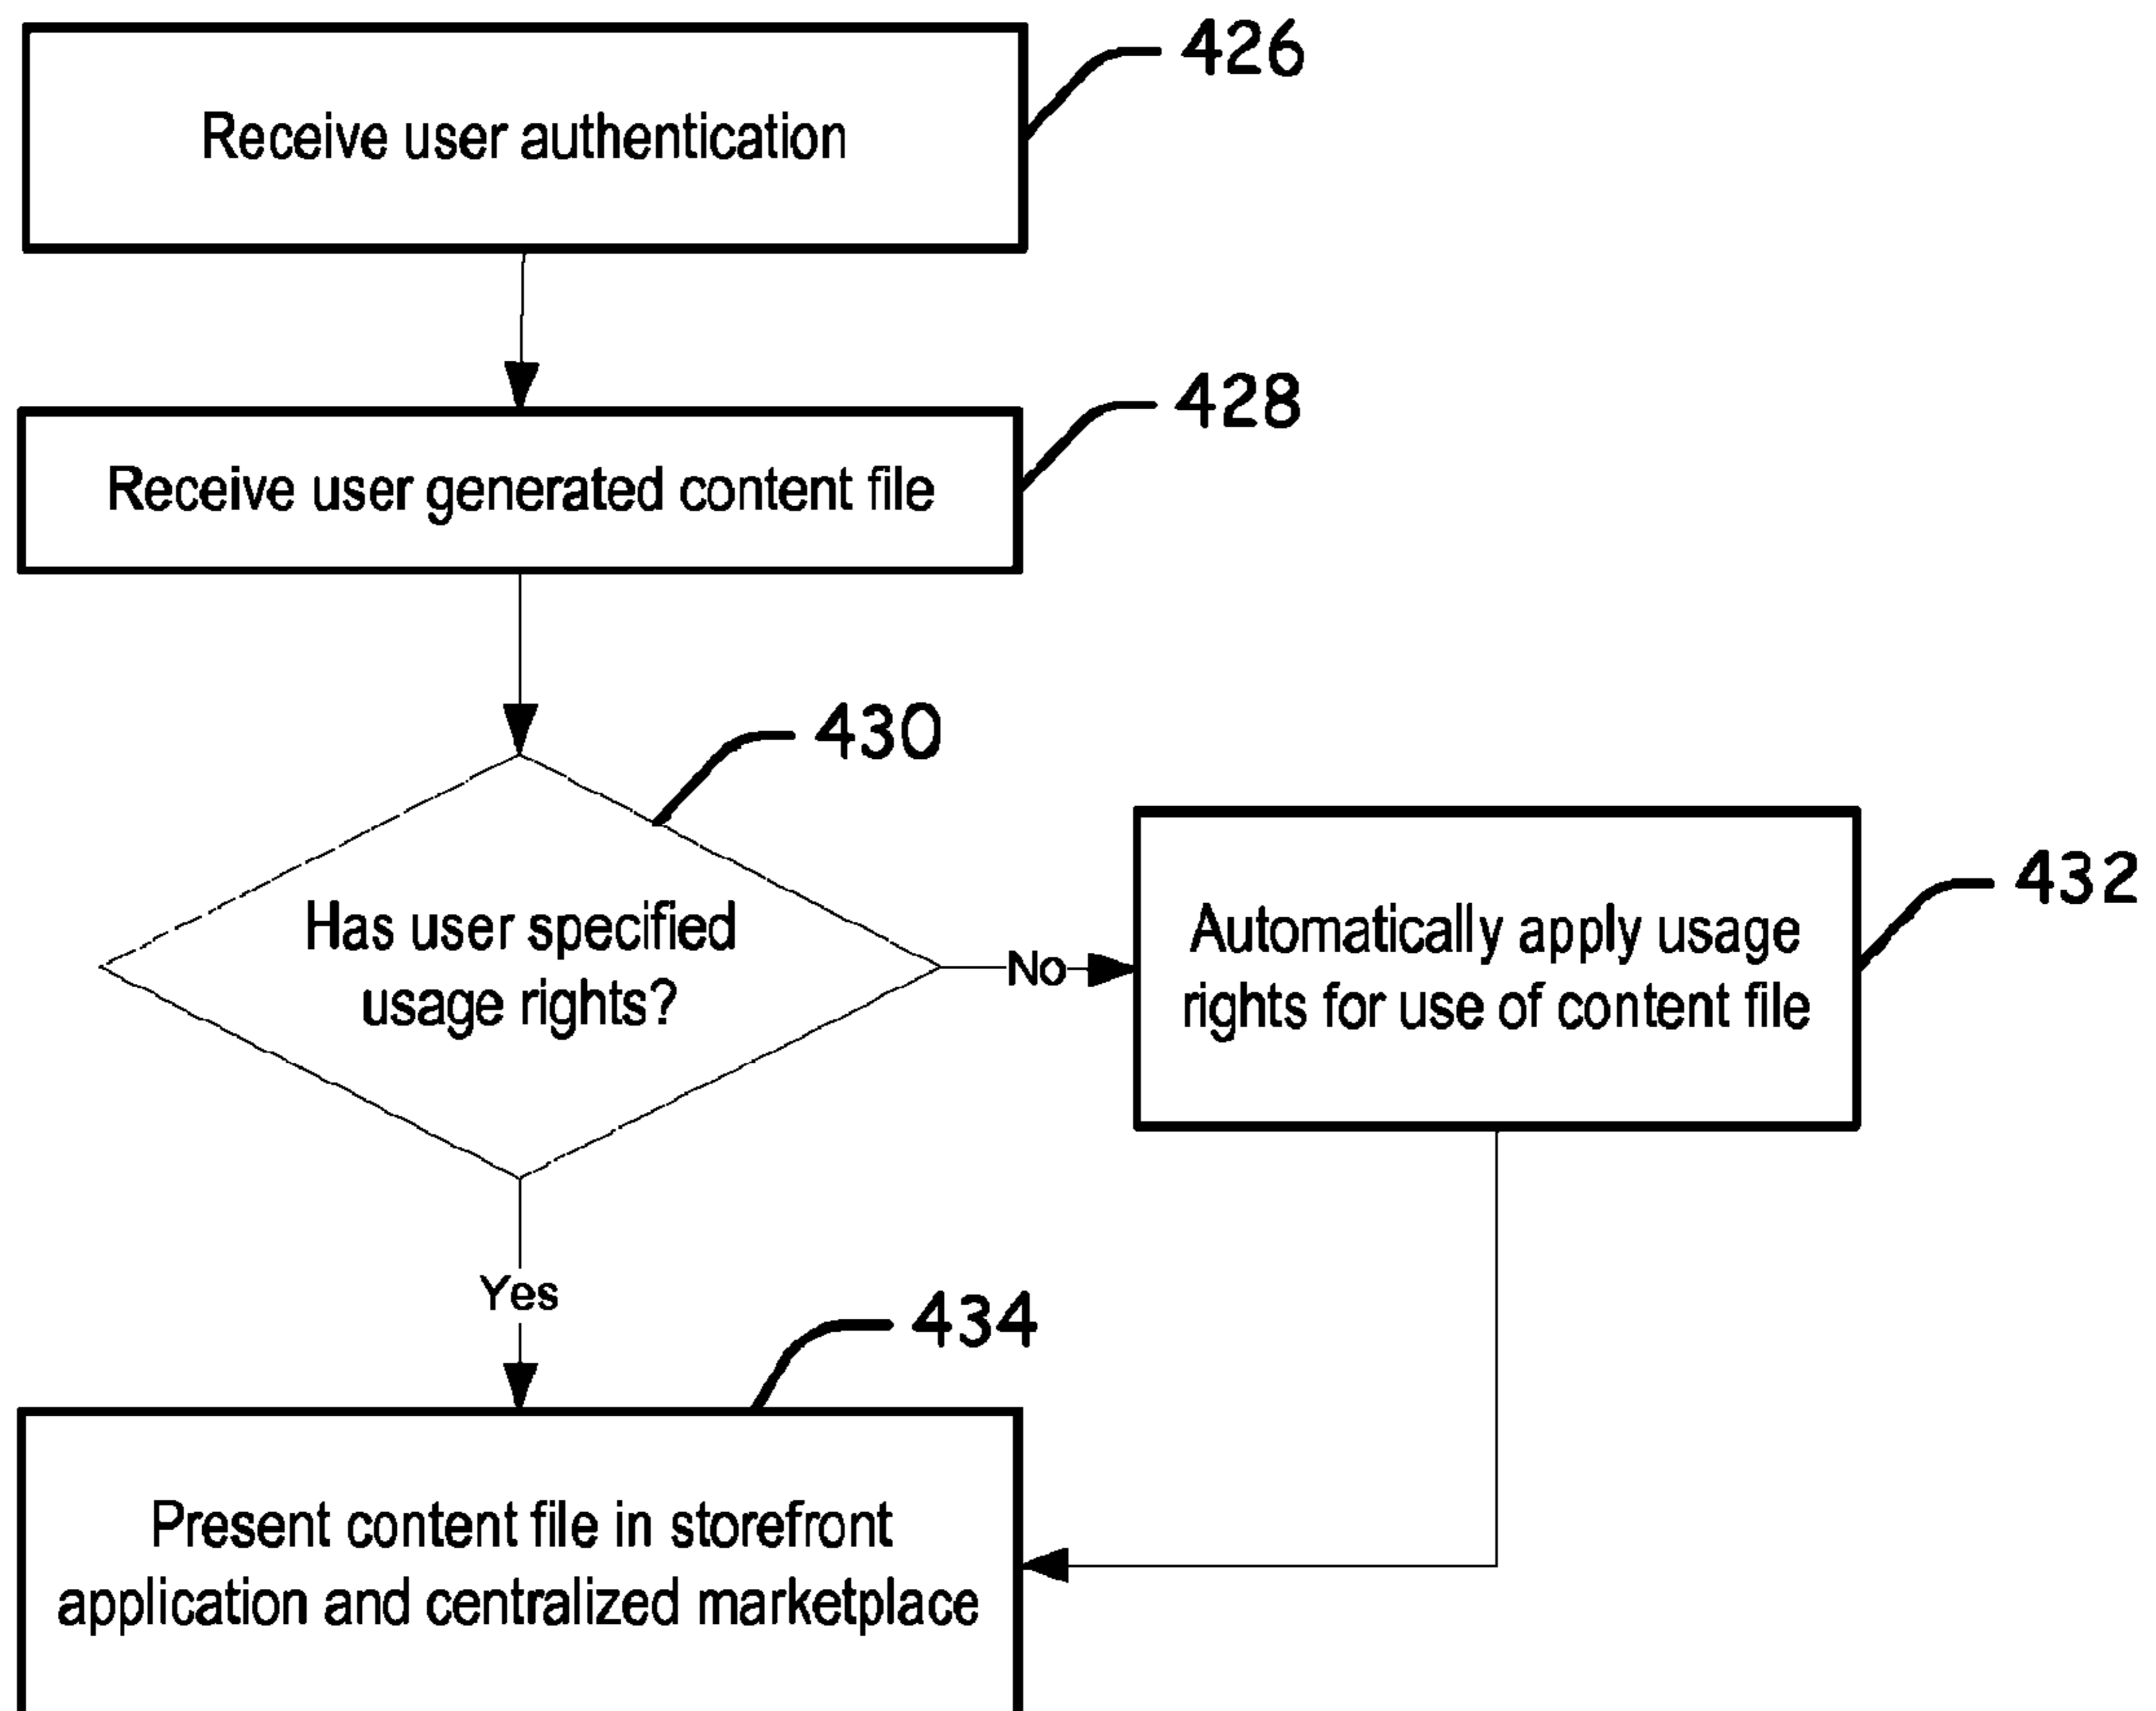 426
Receive user authentication
428
Receive user generated content file
430
Has user specified
usage rights?
No
432
Automatically apply usage
rights for use of content file
Yes
434
Present content file in storefront
application and centralized marketplace